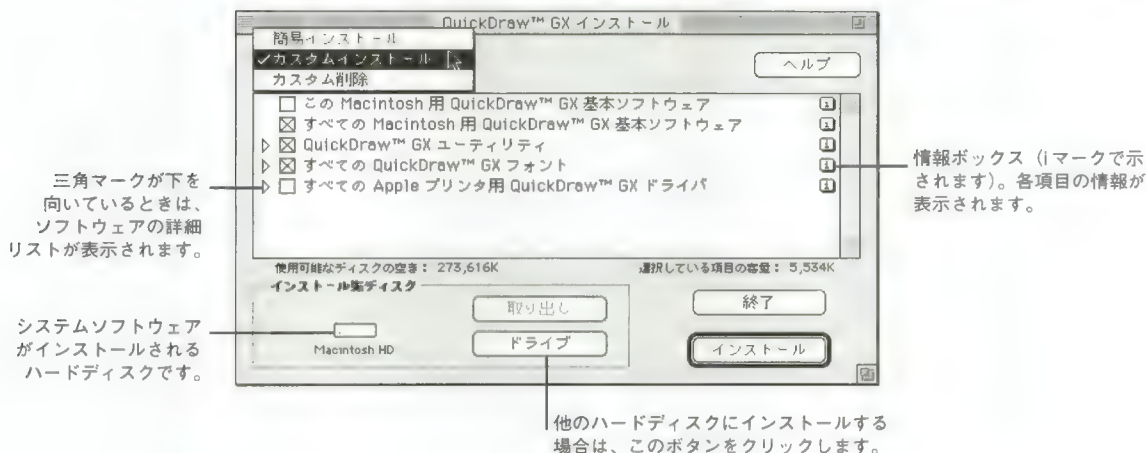 QuickDraw™ GX インストール
簡易インストール
✓カスタムインストール
カスタム削除
ヘルプ
この Macintosh 用 QuickDraw™ GX 基本ソフトウェア
すべての Macintosh 用 QuickDraw™ GX 基本ソフトウェア
QuickDraw™ GX ユーティリティ
すべての QuickDraw™ GX フォント
すべての Apple プリンタ用 QuickDraw™ GX ドライバ
三角マークが下を
向いているときは、
ソフトウェアの詳細
リストが表示されます。
情報ボックス（iマークで示
されます）。各項目の情報が
表示されます。
使用可能なディスクの空き： 273,616K
選択している項目の容量： 5,534K
インストール先ディスク
取り出し
終了
システムソフトウェア
がインストールされる
ハードディスクです。
Macintosh HD
ドライブ
インストール
他のハードディスクにインストールする
場合は、このボタンをクリックします。